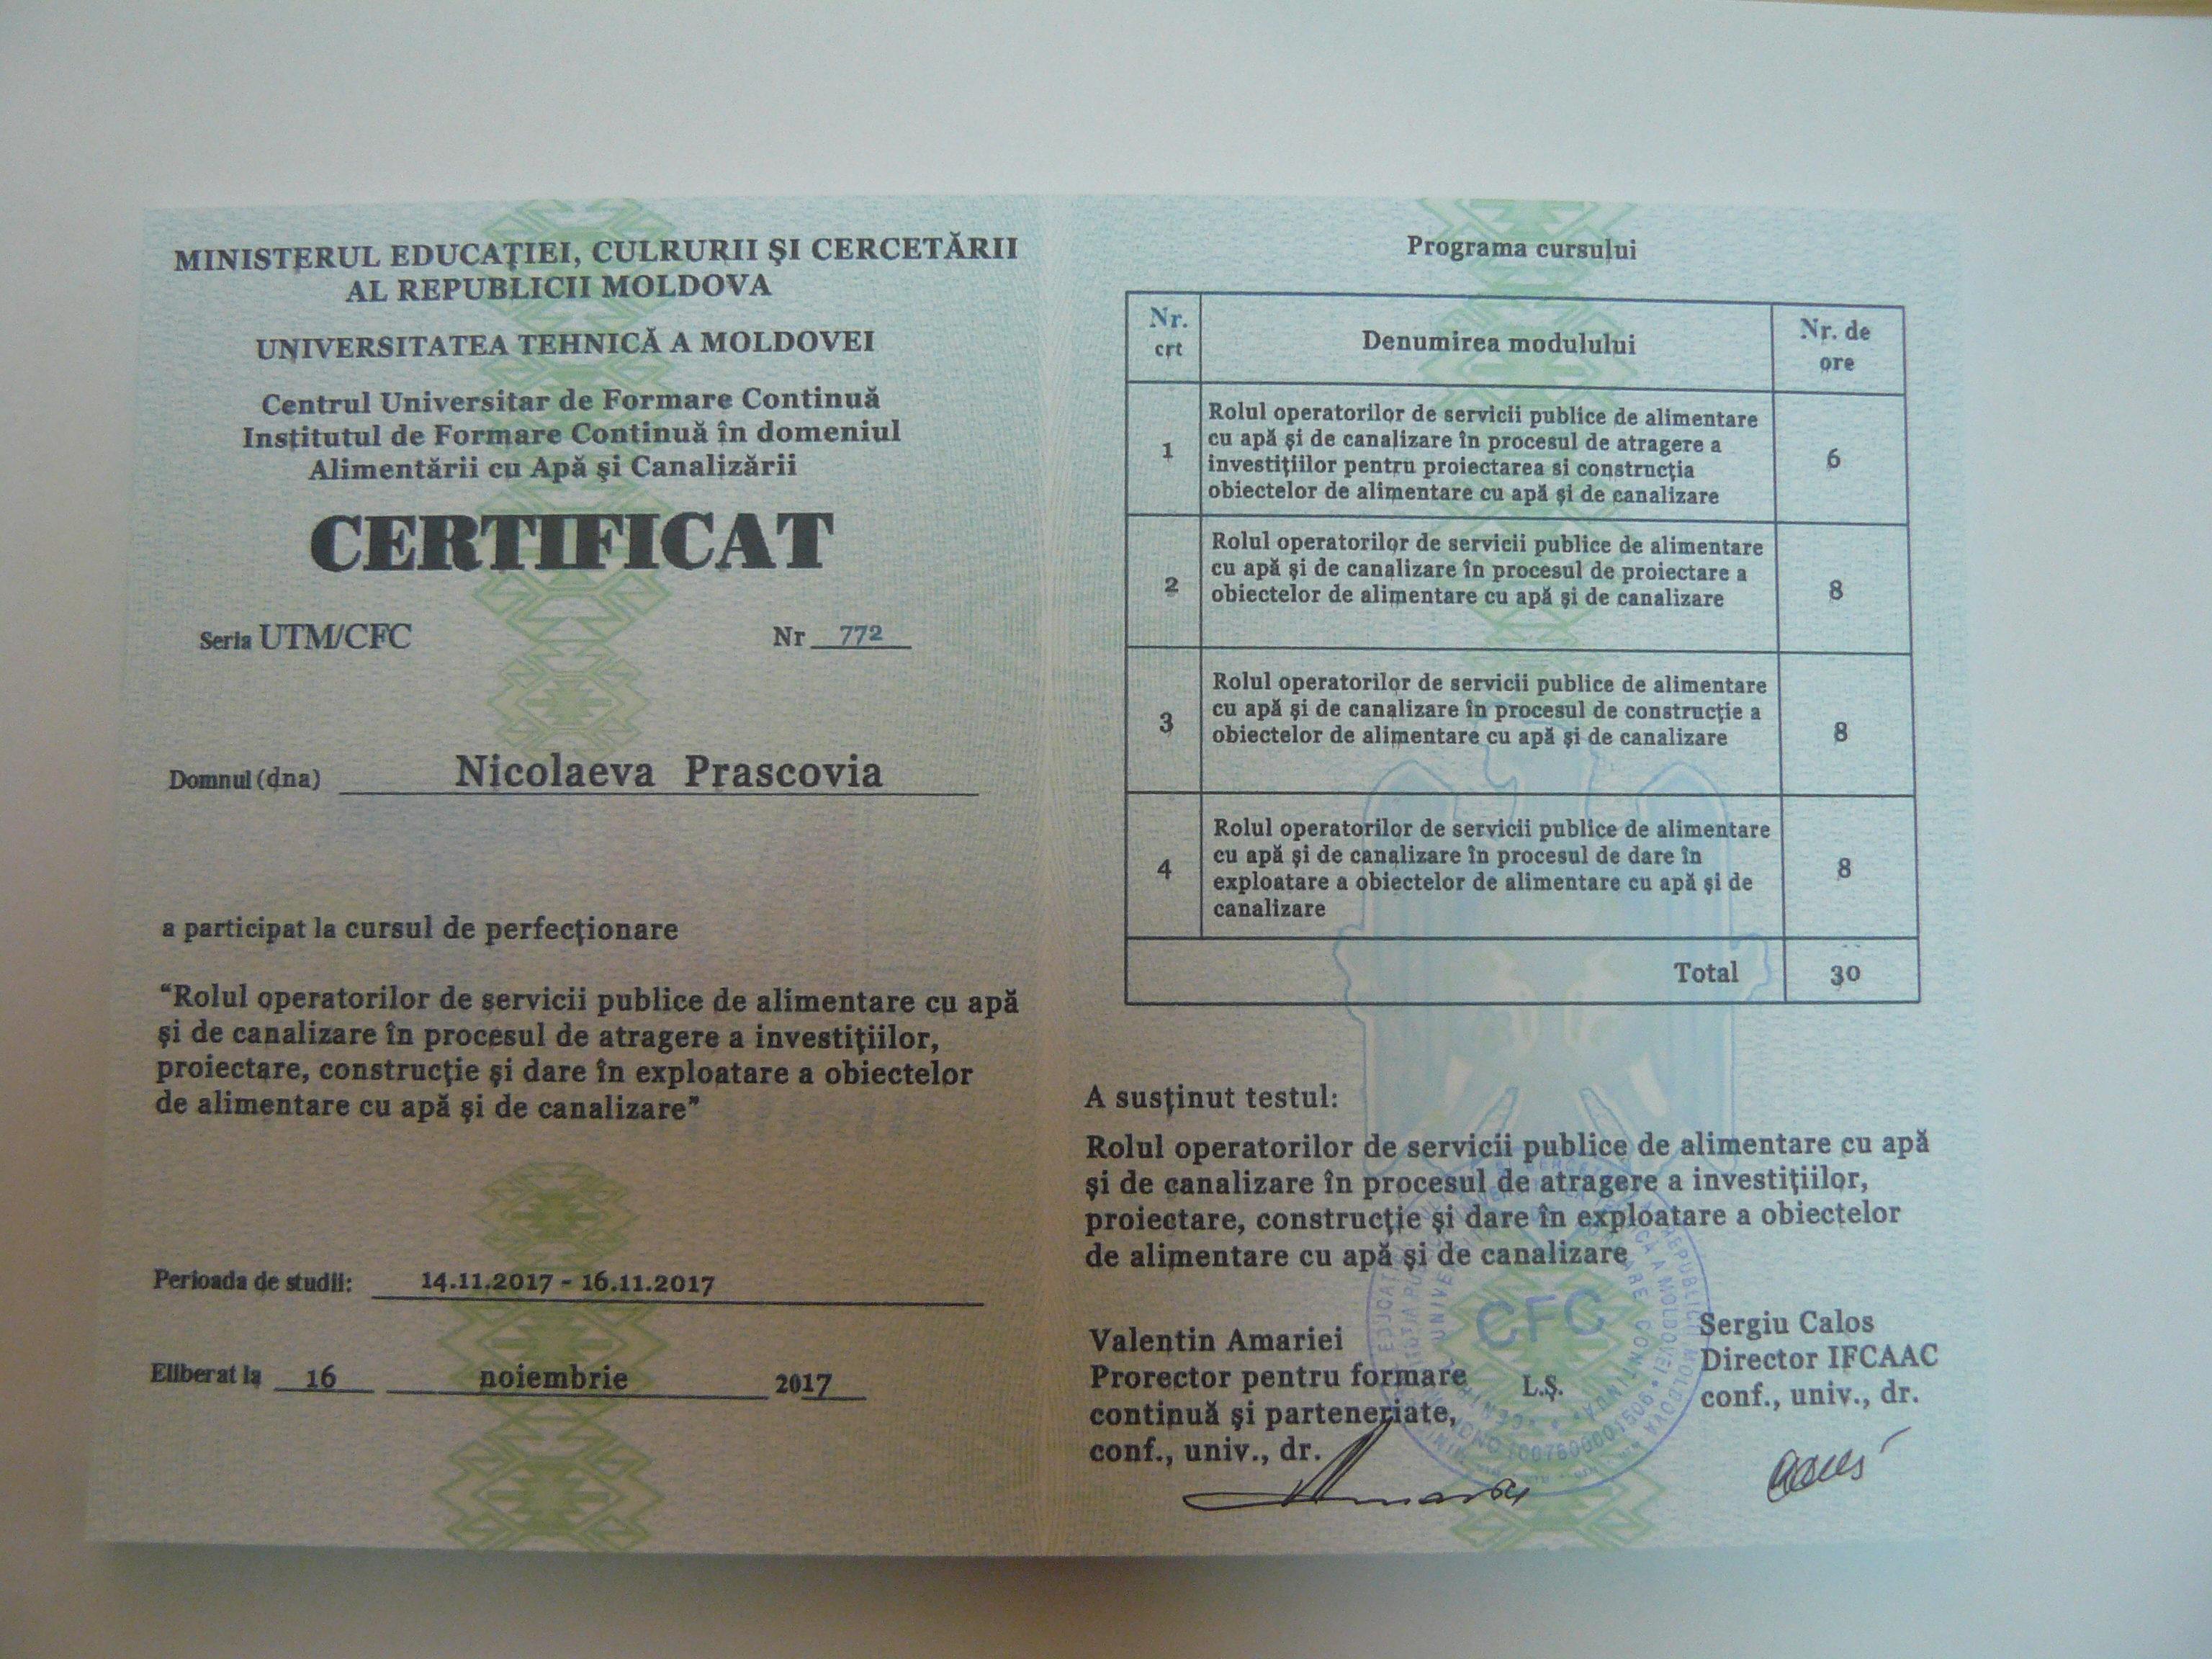 MINISTERUL EDUCAŢIEI, CULRURII ŞI CERCETĂRII
AL REPUBLICII MOLDOVA
UNIVERSITATEA TEHNICĂ A MOLDOVEI
Centrul Universitar de Formare Continuă
Institutul de Formare Continuă în domeniul
Alimentării cu Apă şi Canalizării
CERTIFICAT
Seria UTM/CFC Nr 772
Domnul (dna) Nicolaeva Prascovia
a participat la cursul de perfecţionare
“Rolul operatorilor de servicii publice de alimentare cu apă
şi de canalizare în procesul de atragere a investiţiilor,
proiectare, construcţie şi dare în exploatare a obiectelor
de alimentare cu apă şi de canalizare”
Perioada de studii: 14.11.2017 - 16.11.2017
Eliberat la 16 noiembrie 2017
Programa cursului
Nr. crt
Denumirea modulului
Nr. de ore
1
Rolul operatorilor de servicii publice de alimentare
cu apă şi de canalizare în procesul de atragere a
investiţiilor pentru proiectarea si construcţia
obiectelor de alimentare cu apă şi de canalizare
6
2
Rolul operatorilor de servicii publice de alimentare
cu apă şi de canalizare în procesul de proiectare a
obiectelor de alimentare cu apă şi de canalizare
8
3
Rolul operatorilor de servicii publice de alimentare
cu apă şi de canalizare în procesul de construcţie a
obiectelor de alimentare cu apă şi de canalizare
8
4
Rolul operatorilor de servicii publice de alimentare
cu apă şi de canalizare în procesul de dare în
exploatare a obiectelor de alimentare cu apă şi de
canalizare
8
Total 30
A susţinut testul:
Rolul operatorilor de servicii publice de alimentare cu apă
şi de canalizare în procesul de atragere a investiţiilor,
proiectare, construcţie şi dare în exploatare a obiectelor
de alimentare cu apă şi de canalizare
Valentin Amariei
Prorector pentru formare
continuă şi parteneriate,
conf., univ., dr.
L.Ş.
CFC
Sergiu Calos
Director IFCAAC
conf., univ., dr.